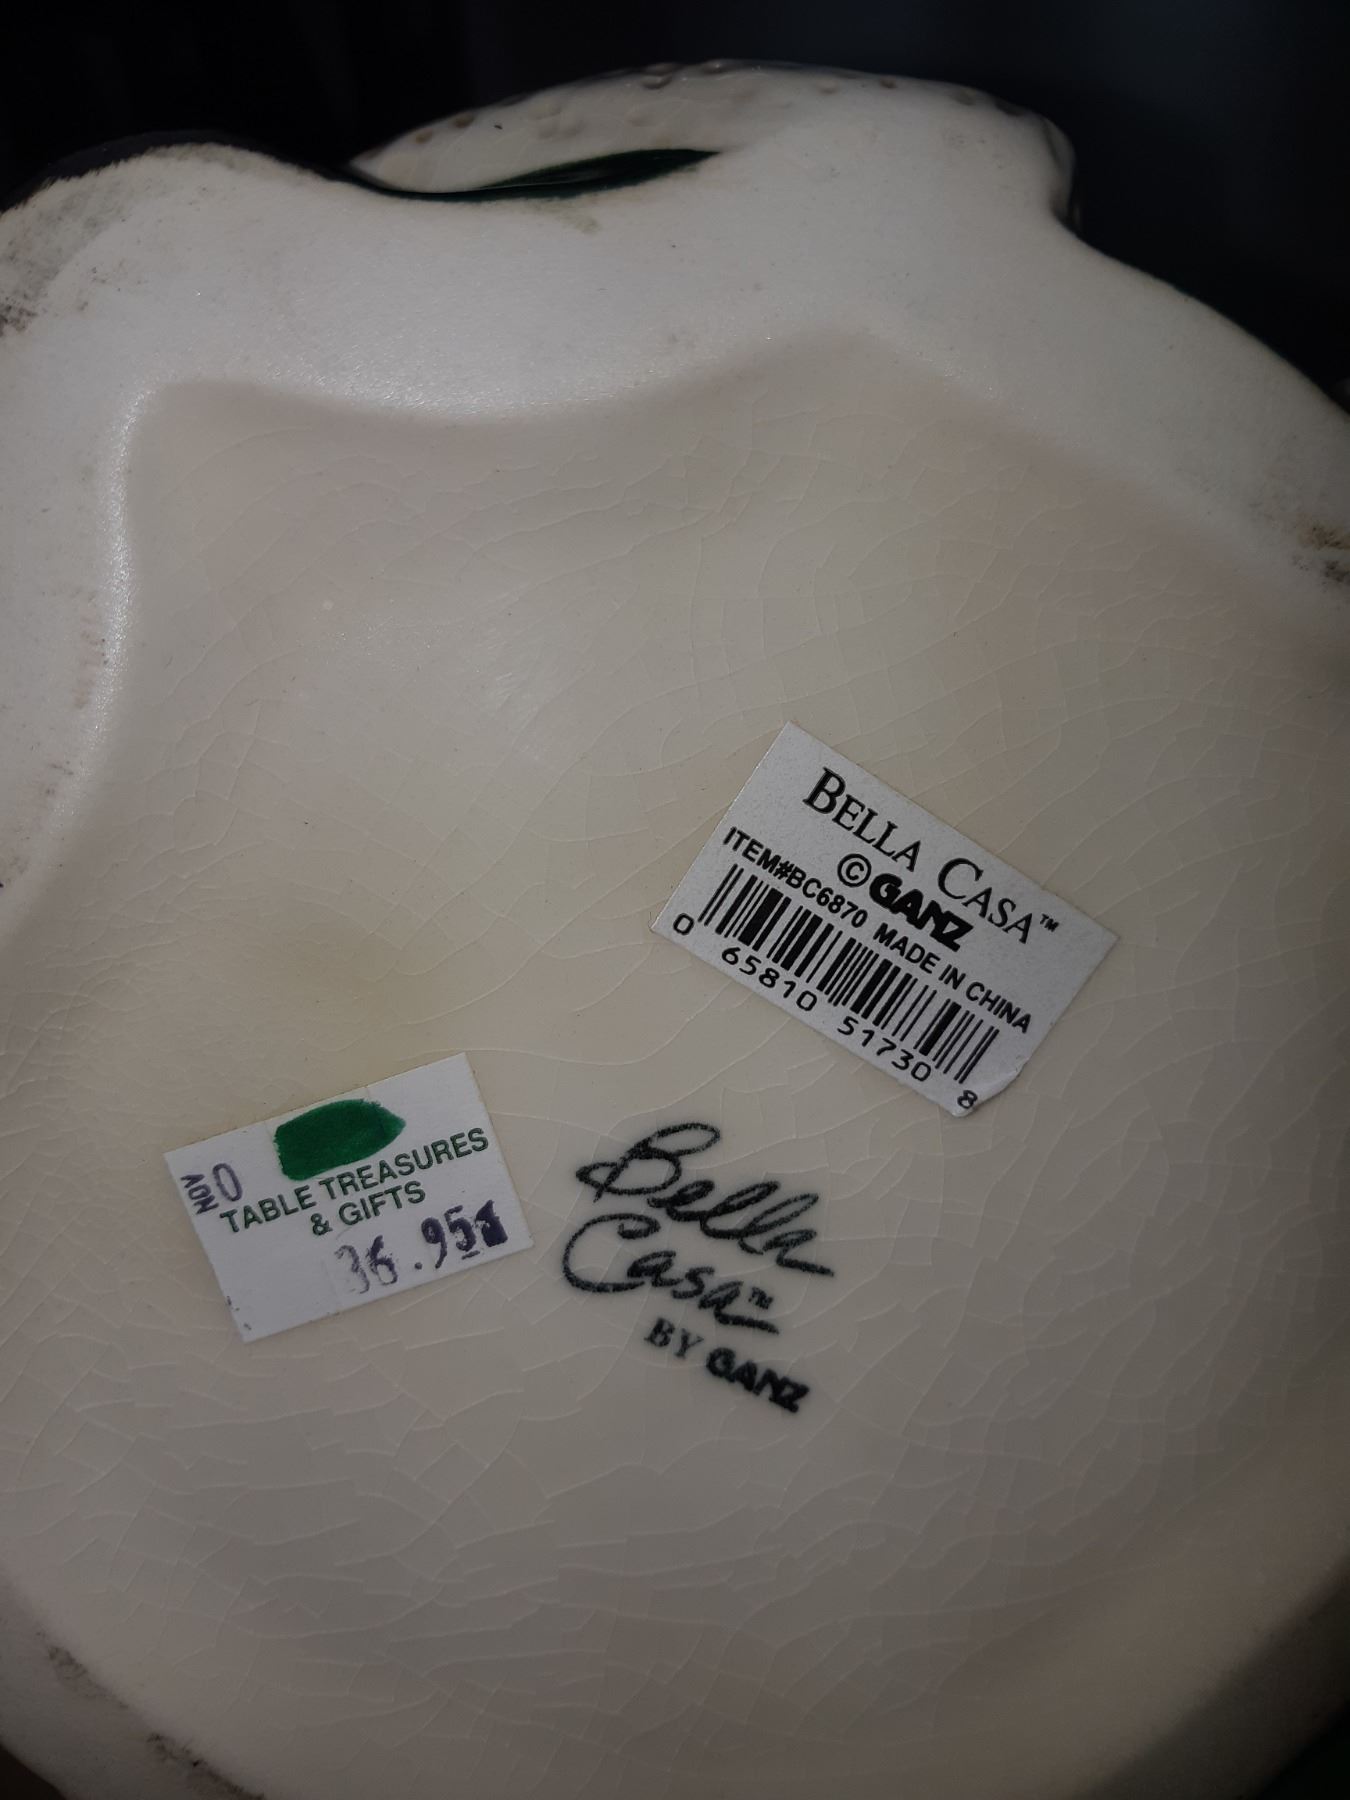 BELLA CASA™
©GANZ
ITEM#BC6870 MADE IN CHINA
0 65810 51730 8
NOV 0
TABLE TREASURES
& GIFTS
36.95
Bella
Casa™
BY GANZ